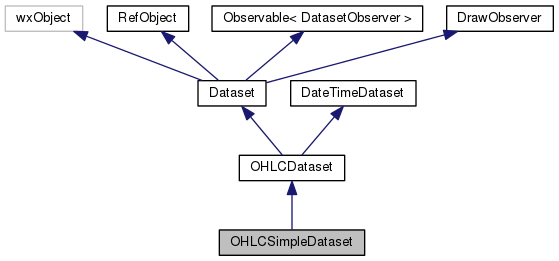 wxObject
RefObject
Observable< DatasetObserver >
DrawObserver
Dataset
DateTimeDataset
OHLCDataset
OHLCSimpleDataset